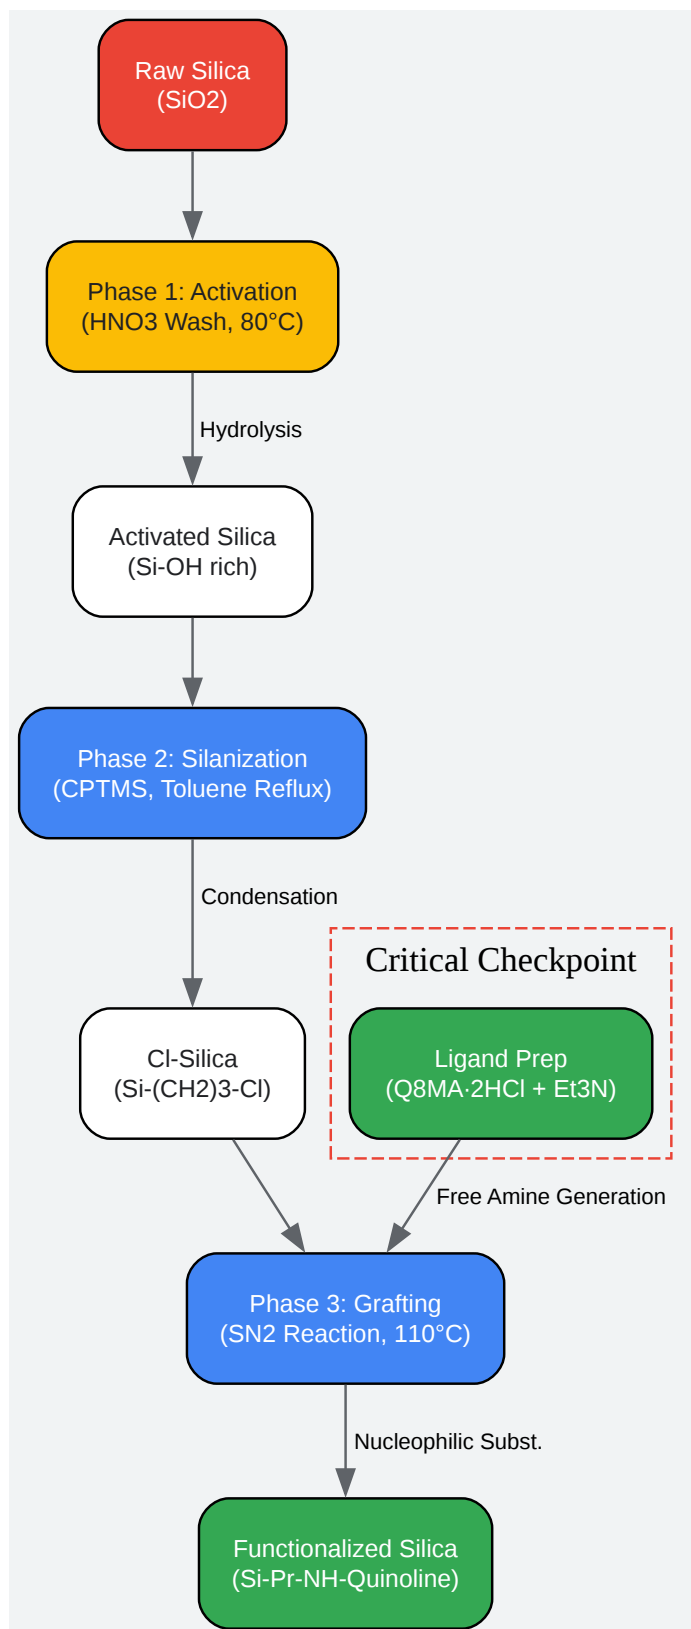 Raw Silica
(SiO2)
Phase 1: Activation
(HNO3 Wash, 80°C)
Hydrolysis
Activated Silica
(Si-OH rich)
Phase 2: Silanization
(CPTMS, Toluene Reflux)
Condensation
Critical Checkpoint
Cl-Silica
(Si-(CH2)3-Cl)
Ligand Prep
(Q8MA·2HCl + Et3N)
Free Amine Generation
Phase 3: Grafting
(SN2 Reaction, 110°C)
Nucleophilic Subst.
Functionalized Silica
(Si-Pr-NH-Quinoline)